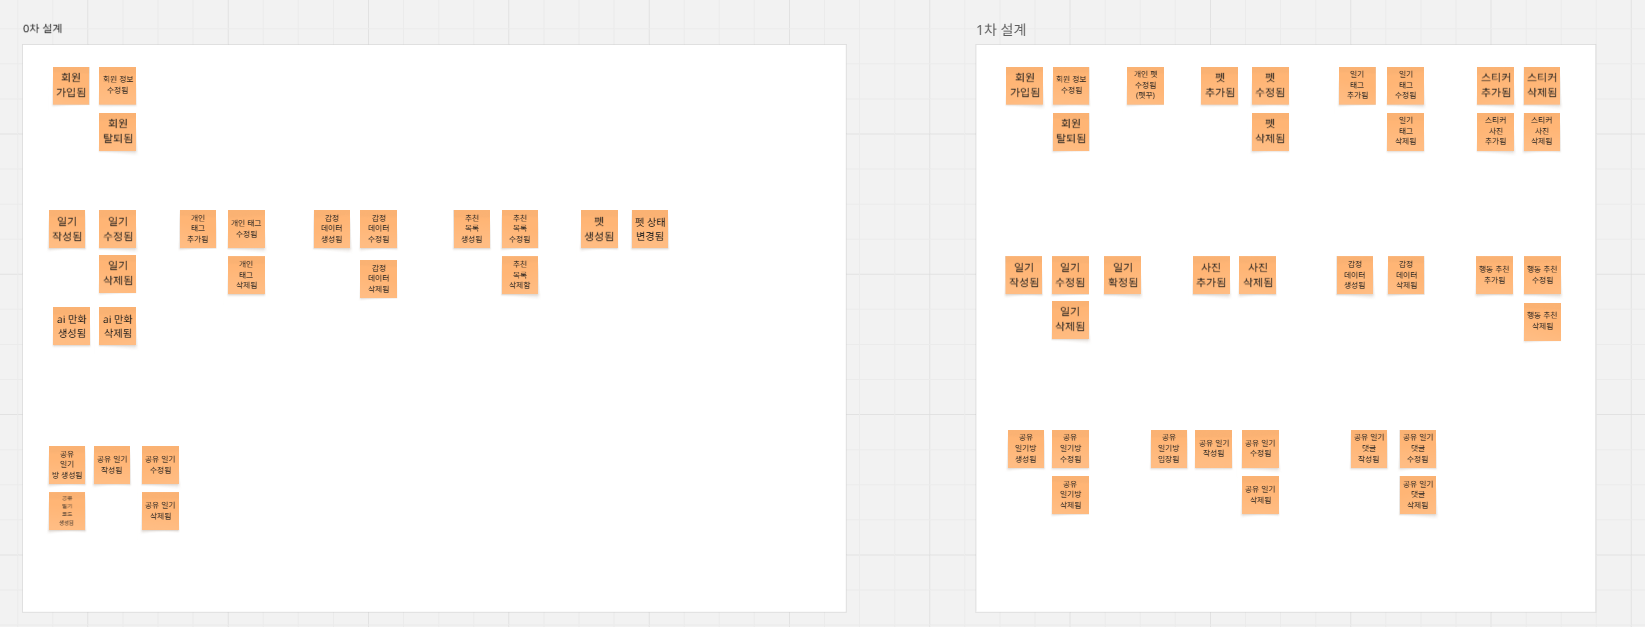 0차 설계
회원
가입됨
회원 정보
수정됨
회원
탈퇴됨
일기
작성됨
일기
수정됨
일기
삭제됨
ai 만화
생성됨
ai 만화
삭제됨
개인
태그
추가됨
개인 태그
수정됨
개인
태그
삭제됨
감정
데이터
생성됨
감정
데이터
수정됨
감정
데이터
삭제됨
추천
목록
생성됨
추천
목록
수정됨
추천
목록
삭제함
펫
생성됨
펫 상태
변경됨
공유
일기
방 생성됨
공유 일기
작성됨
공유 일기
수정됨
공유
일기
코드
생성됨
공유 일기
삭제됨
1차 설계
회원
가입됨
회원 정보
수정됨
회원
탈퇴됨
개인 펫
수정됨
(펫꾸)
펫
추가됨
펫
수정됨
펫
삭제됨
일기
태그
추가됨
일기
태그
수정됨
일기
태그
삭제됨
스티커
추가됨
스티커
삭제됨
스티커
사진
추가됨
스티커
사진
삭제됨
일기
작성됨
일기
수정됨
일기
확정됨
일기
삭제됨
사진
추가됨
사진
삭제됨
감정
데이터
생성됨
감정
데이터
삭제됨
행동 추천
추가됨
행동 추천
수정됨
행동 추천
삭제됨
공유
일기방
생성됨
공유
일기방
수정됨
공유
일기방
삭제됨
공유
일기방
입장됨
공유 일기
작성됨
공유 일기
수정됨
공유 일기
삭제됨
공유 일기
댓글
작성됨
공유 일기
댓글
수정됨
공유 일기
댓글
삭제됨